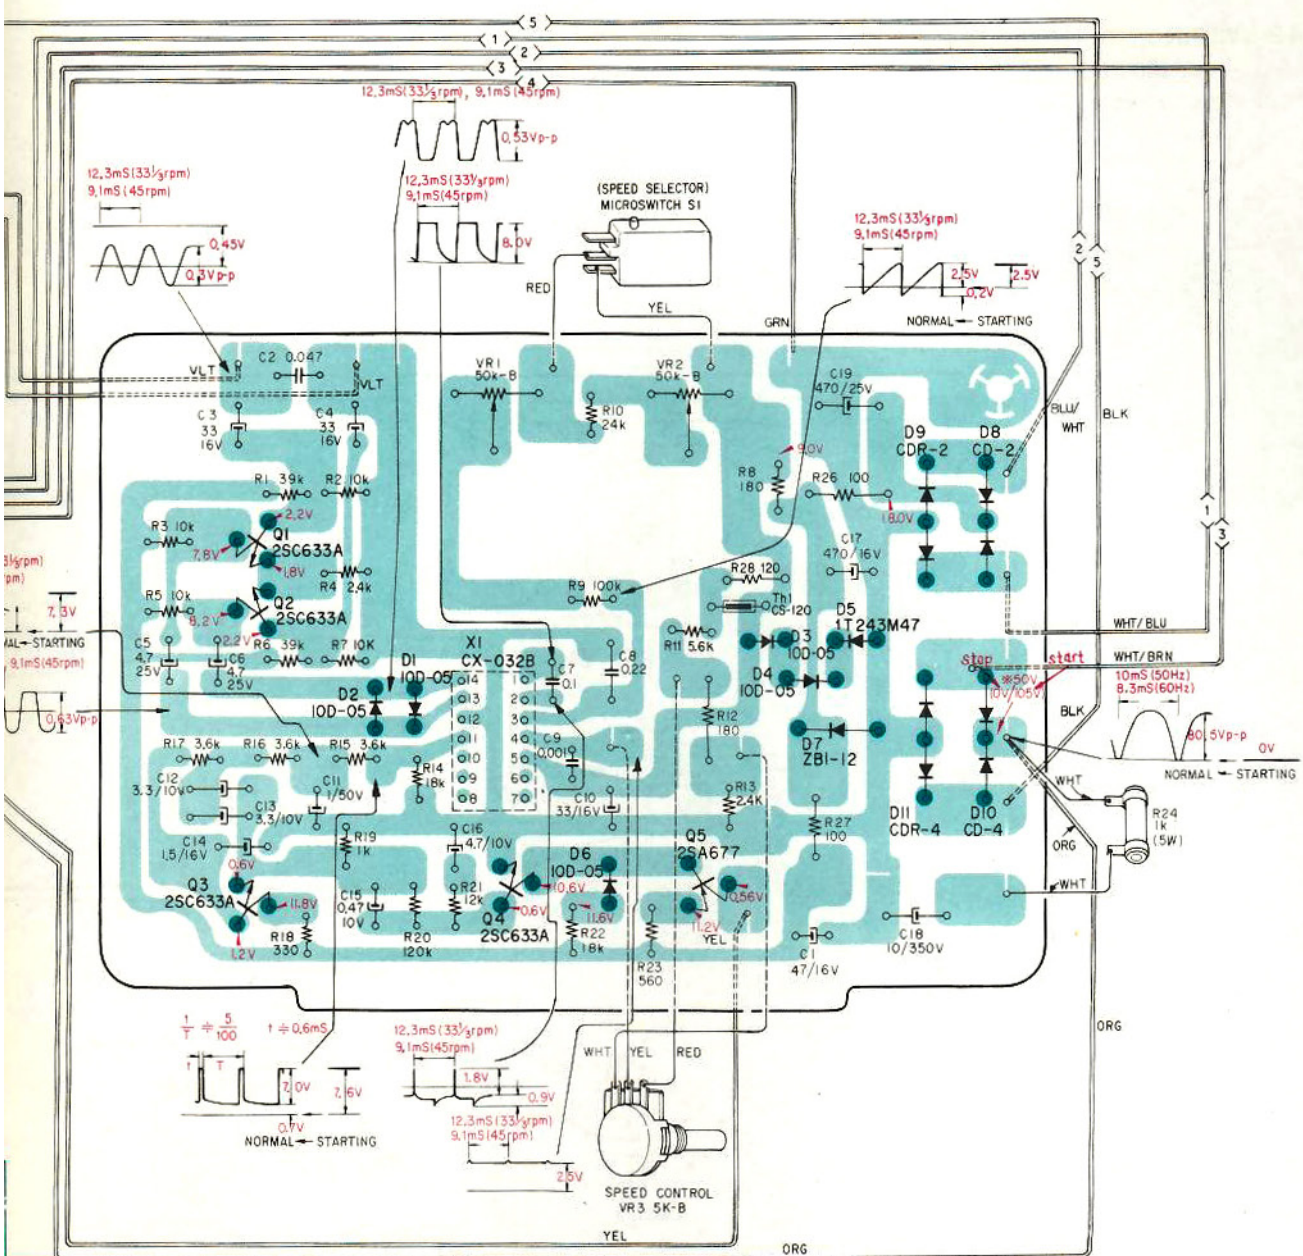 5
1
2
3
4
12,3mS(33⅓rpm), 9,1mS(45rpm)
0,53Vp-p
12,3mS(33⅓rpm)
9,1mS(45rpm)
0,45V
0,3Vp-p
12,3mS(33⅓rpm)
9,1mS(45rpm)
8.0V
(SPEED SELECTOR)
MICROSWITCH S1
RED
YEL
GRN
12,3mS(33⅓rpm)
9,1mS(45rpm)
2,5V
0,2V
2.5V
NORMAL ← STARTING
2
5
VLT
C2 0.047
VLT
C3
33
16V
C4
33
16V
VR1
50k-B
R10
24k
VR2
50k-B
C19
470/25V
BLU/
WHT
BLK
D9
CDR-2
D8
CD-2
9.0V
R8
180
R26 100
18.0V
R1 39k
R2 10k
2.2V
R3 10k
Q1
2SC633A
7,8V
1.8V
R4 2,4k
C17
470/16V
1
3
R28 120
Th1
CS-120
R9 100k
R5 10k
Q2
2SC633A
8,2V
2.2V
7,3V
← STARTING
9,1mS(45rpm)
0,63Vp-p
C5
4.7
25V
C6
4.7
25V
R6 39k
R7 10K
D1
10D-05
D2
10D-05
X1
CX-032B
14
13
12
11
10
9
8
1
2
3
4
5
6
7
C7
0.1
C8
0.22
C9
0,001
R11 5.6k
D3
10D-05
D5
1T243M47
D4
10D-05
R12
180
D7
ZB1-12
WHT/BLU
WHT/BRN
stop
start
※50V
10V/105V
10mS(50Hz)
8.3mS(60Hz)
BLK
80,5Vp-p
0V
NORMAL ← STARTING
R17 3,6k
R16 3,6k
R15 3,6k
R14
18k
C12
3.3/10V
C13
3.3/10V
C11
1/50V
C14
1,5/16V
R19
1k
C16
4.7/10V
C10
33/16V
R13
2.4K
R27
100
D11
CDR-4
D10
CD-4
WHT
ORG
WHT
R24
1k
(5W)
0.6V
Q3
2SC633A
11.8V
1.2V
R18
330
C15
0,47
10V
R20
120k
R21
12k
Q4
2SC633A
10.6V
0.6V
D6
10D-05
11.6V
R22
18k
R23
560
Q5
2SA677
10,56V
11.2V
YEL
C1
47/16V
C18
10/350V
ORG
t/T ≑ 5/100
t ≑ 0,6mS
t
T
7,0V
7,6V
0.7V
NORMAL ← STARTING
12,3mS(33⅓rpm)
9,1mS(45rpm)
1.8V
0.9V
12,3mS(33⅓rpm)
9,1mS(45rpm)
2,5V
WHT
YEL
RED
SPEED CONTROL
VR3 5K-B
YEL
ORG